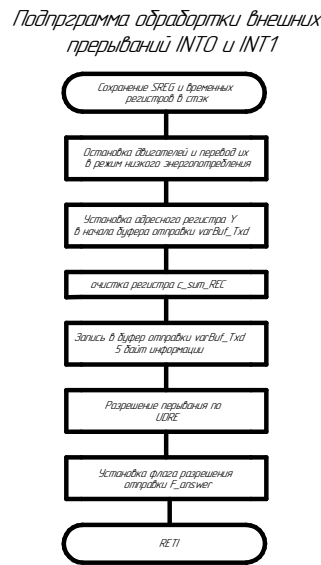 Подпрграмма обрабортки внешних
прерываний INT0 и INT1
Сохранение SREG и временных
регистров в стэк
Остановка двигателей и перевод их
в режим низкого энергопотребления
Установка адресного регистра Y
в начала буфера отправки varBuf_Txd
очистка регистра c_sum_REC
Запись в буфер отправки varBuf_Txd
5 байт информации
Разрешение перывания по
UDRE
Установка флага разрешения
отправки F_answer
RETI